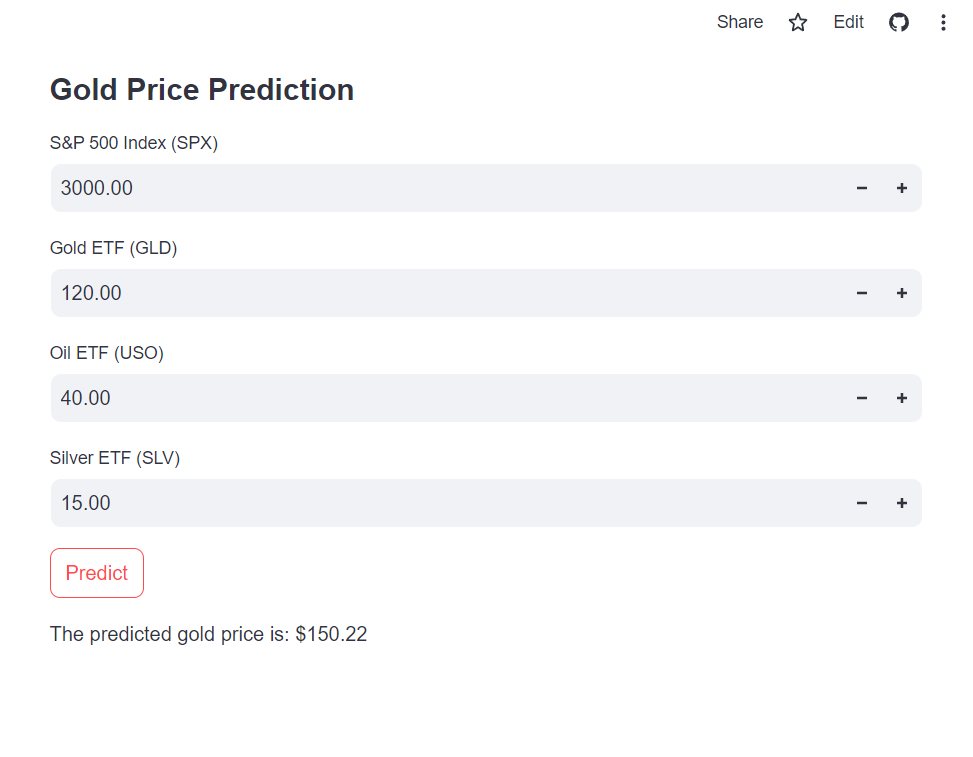 Share Edit
Gold Price Prediction
S&P 500 Index (SPX)
3000.00
Gold ETF (GLD)
120.00
Oil ETF (USO)
40.00
Silver ETF (SLV)
15.00
Predict
The predicted gold price is: $150.22